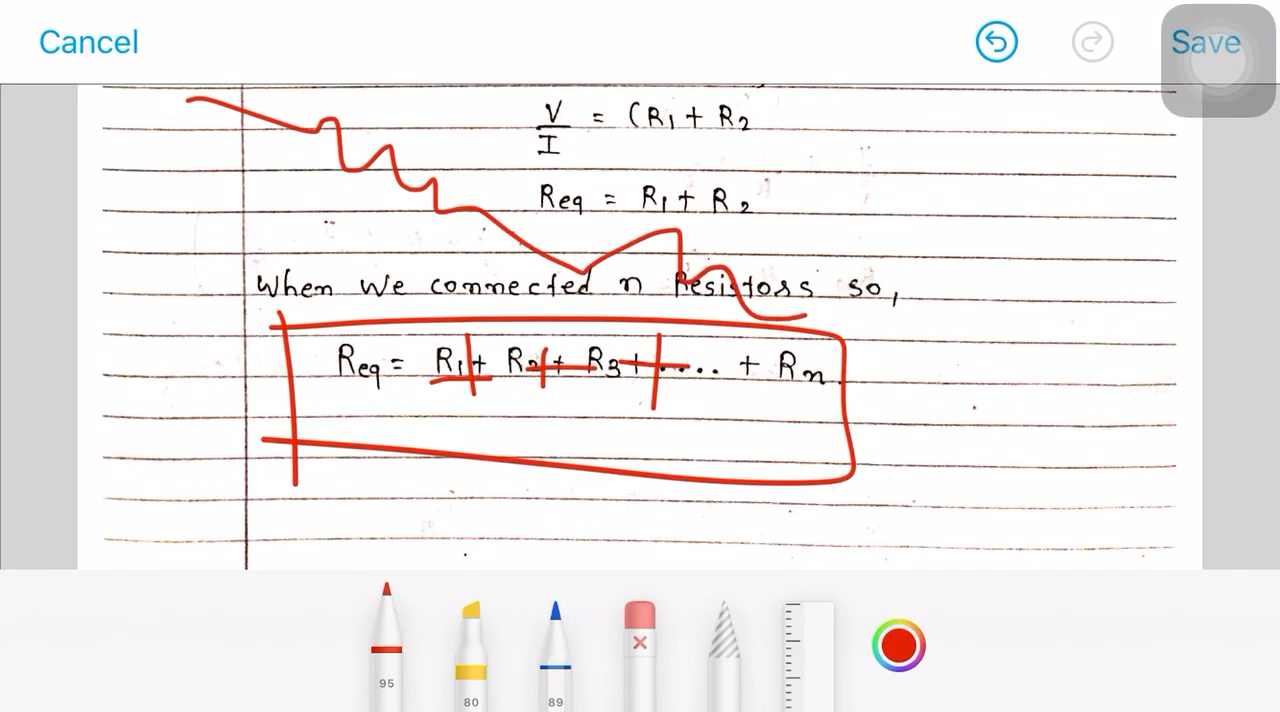 Cancel
Save
V/I = (R1 + R2
Req = R1 + R2
When we connected n Resistors so,
Req = R1 + R2 + R3 + .... + Rn
95
80
89